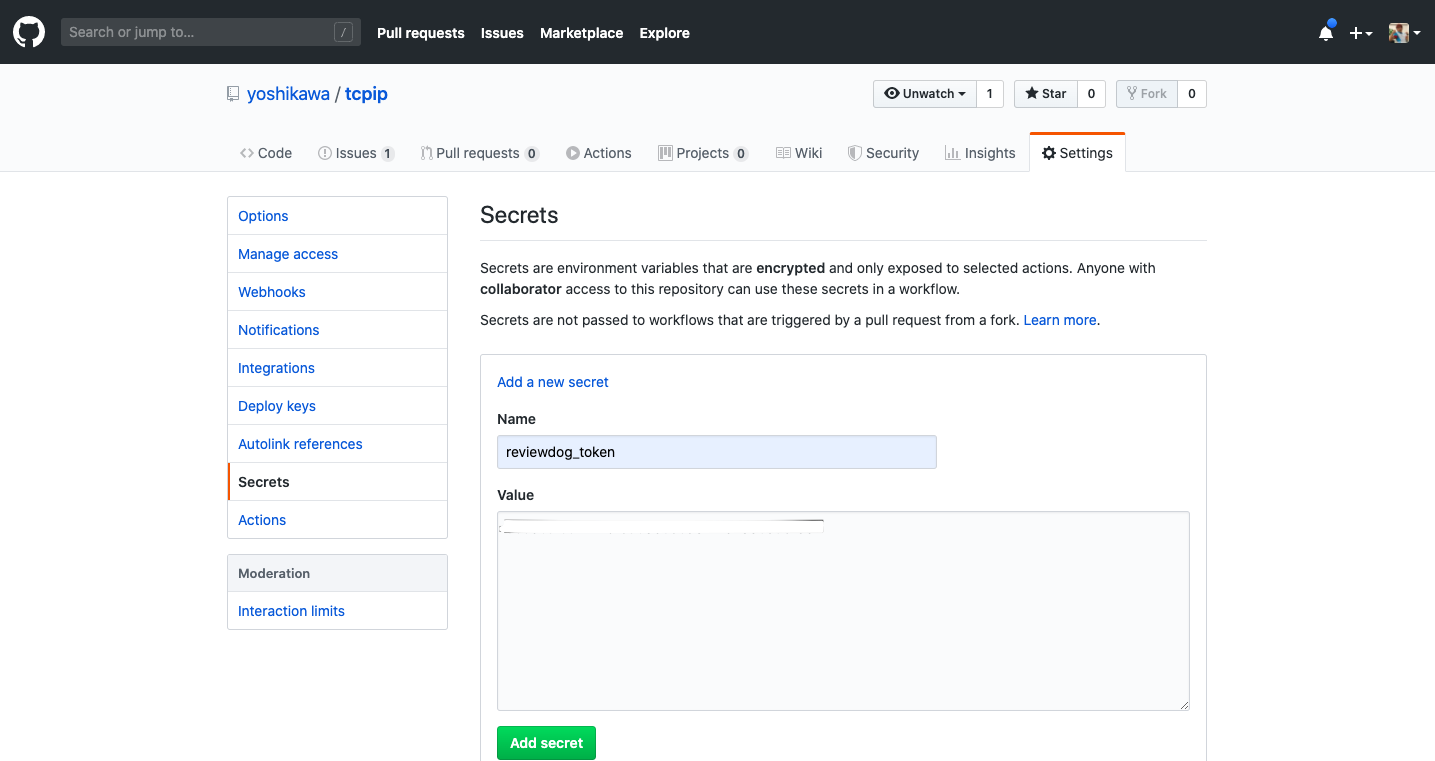 Search or jump to... /
Pull requests Issues Marketplace Explore
yoshikawa / tcpip
Unwatch 1 Star 0 Fork 0
Code Issues 1 Pull requests 0 Actions Projects 0 Wiki Security Insights Settings
Options
Manage access
Webhooks
Notifications
Integrations
Deploy keys
Autolink references
Secrets
Actions
Moderation
Interaction limits
Secrets
Secrets are environment variables that are encrypted and only exposed to selected actions. Anyone with
collaborator access to this repository can use these secrets in a workflow.
Secrets are not passed to workflows that are triggered by a pull request from a fork. Learn more.
Add a new secret
Name
reviewdog_token
Value
Add secret